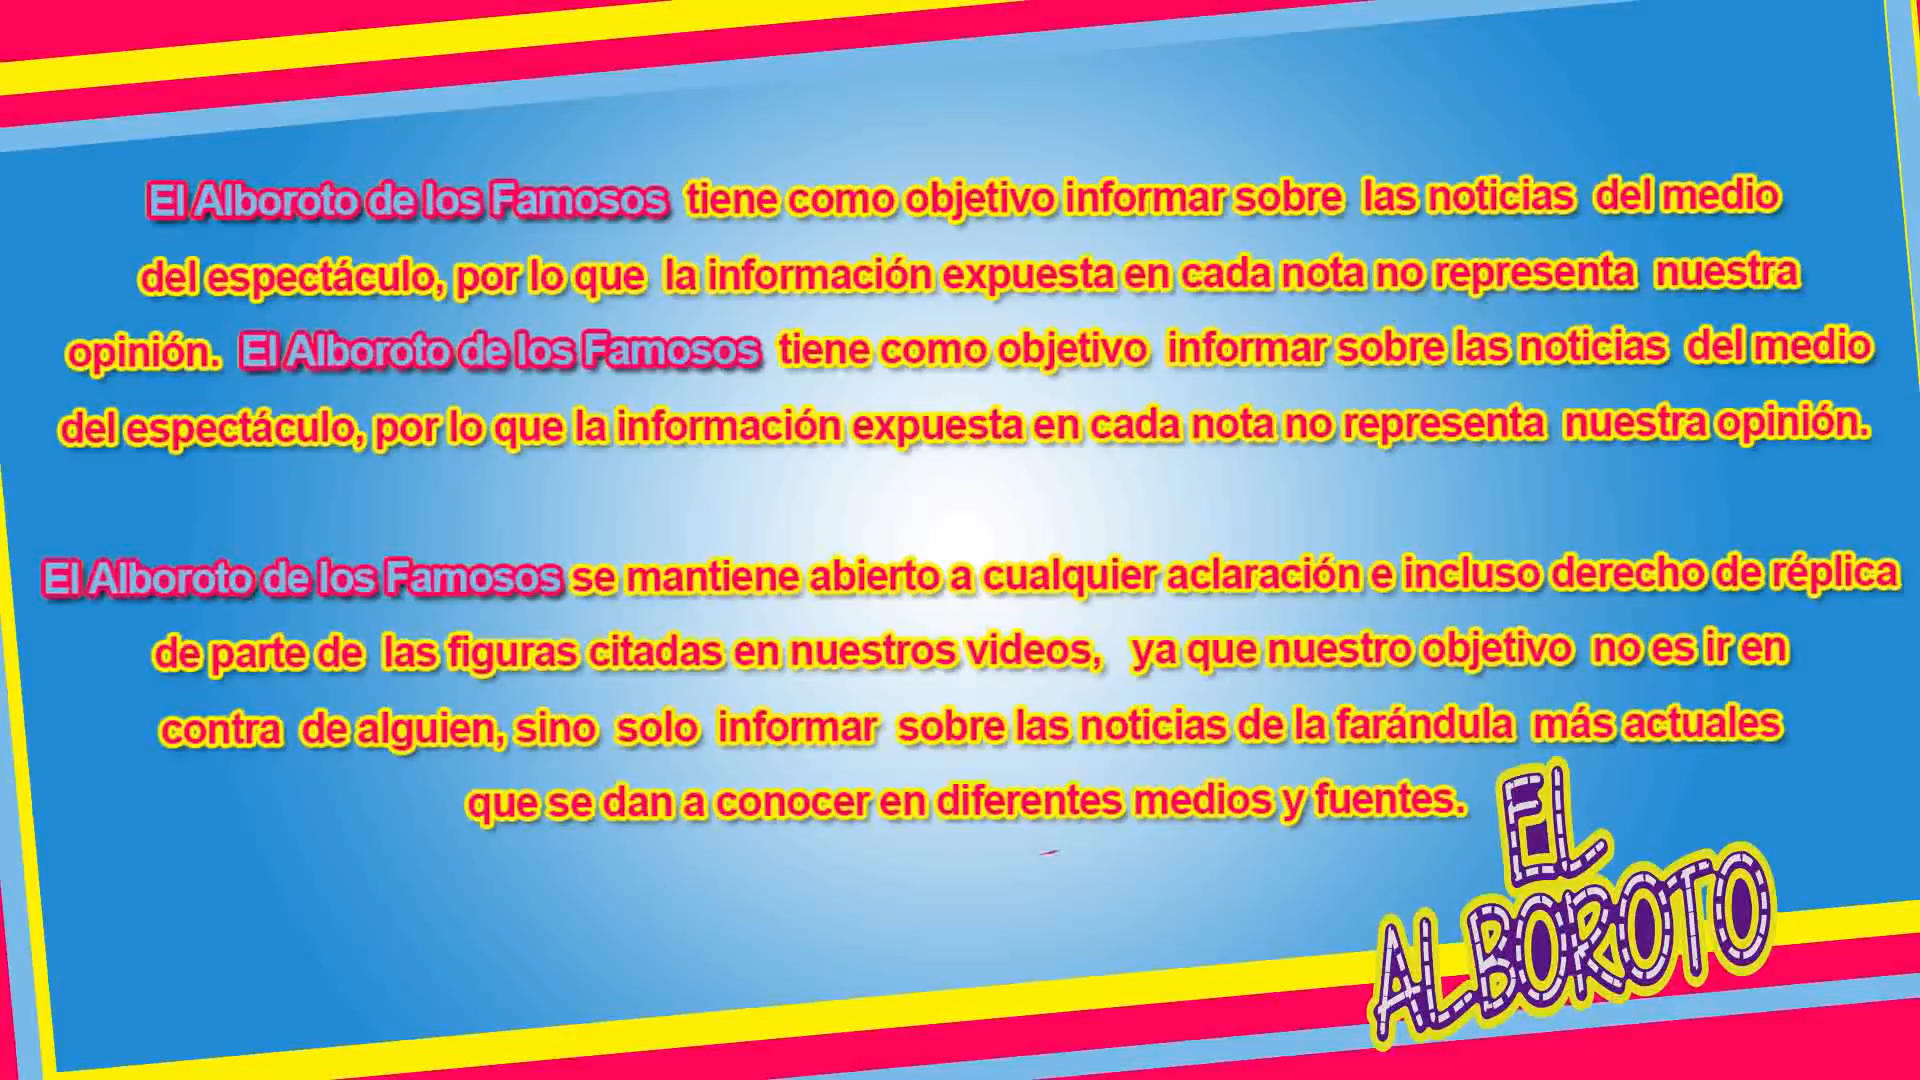 El Alboroto de los Famosos tiene como objetivo informar sobre las noticias del medio
del espectáculo, por lo que la información expuesta en cada nota no representa nuestra
opinión. El Alboroto de los Famosos tiene como objetivo informar sobre las noticias del medio
del espectáculo, por lo que la información expuesta en cada nota no representa nuestra opinión.
El Alboroto de los Famosos se mantiene abierto a cualquier aclaración e incluso derecho de réplica
de parte de las figuras citadas en nuestros videos, ya que nuestro objetivo no es ir en
contra de alguien, sino solo informar sobre las noticias de la farándula más actuales
que se dan a conocer en diferentes medios y fuentes.
EL
ALBOROTO